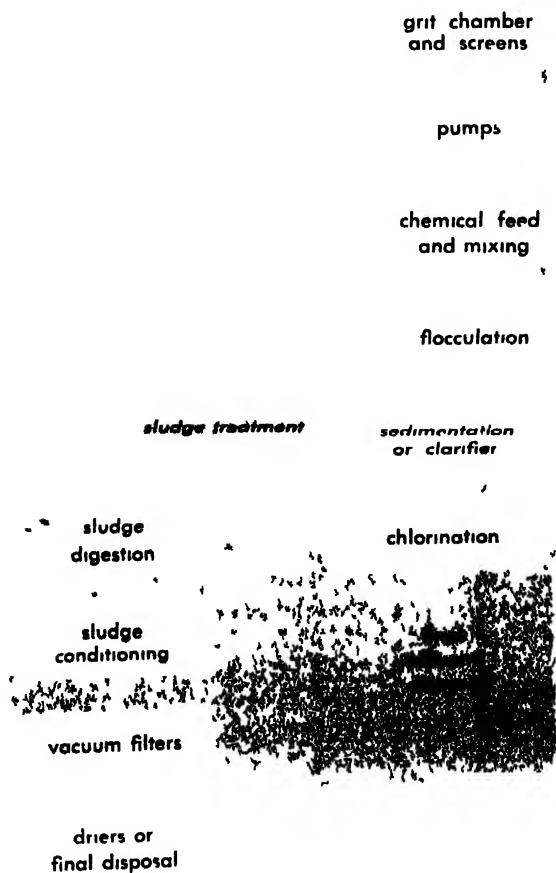 grit chamber
and screens
pumps
chemical feed
and mixing
flocculation
sludge treatment
sedimentation
or clarifier
sludge
digestion
chlorination
sludge
conditioning
vacuum filters
driers or
final disposal